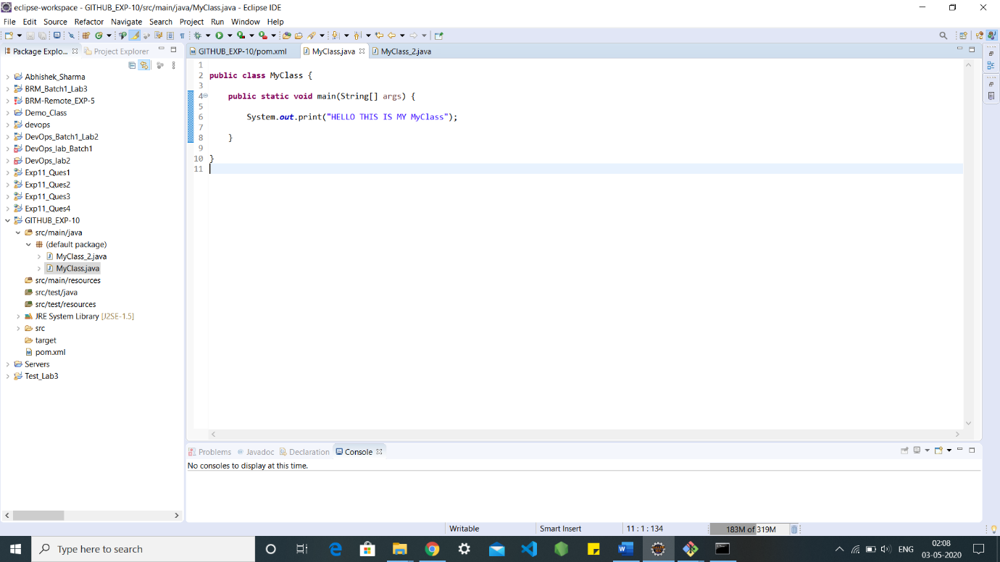 eclipse-workspace - GITHUB_EXP-10/src/main/java/MyClass.java - Eclipse IDE
File Edit Source Refactor Navigate Search Project Run Window Help
Package Explo...
Project Explorer
Abhishek_Sharma
BRM_Batch1_Lab3
BRM-Remote_EXP-5
Demo_Class
devops
DevOps_Batch1_Lab2
DevOps_lab_Batch1
DevOps_lab2
Exp11_Ques1
Exp11_Ques2
Exp11_Ques3
Exp11_Ques4
GITHUB_EXP-10
src/main/java
(default package)
MyClass_2.java
MyClass.java
src/main/resources
src/test/java
src/test/resources
JRE System Library [J2SE-1.5]
src
target
pom.xml
Servers
Test_Lab3
GITHUB_EXP-10/pom.xml
MyClass.java
MyClass_2.java
1
2 public class MyClass {
3
4 public static void main(String[] args) {
5
6 System.out.print("HELLO THIS IS MY MyClass");
7
8 }
9
10 }
11
Problems Javadoc Declaration Console
No consoles to display at this time.
Writable Smart Insert 11 : 1 : 134 183M of 319M
Type here to search
ENG
02:08
03-05-2020